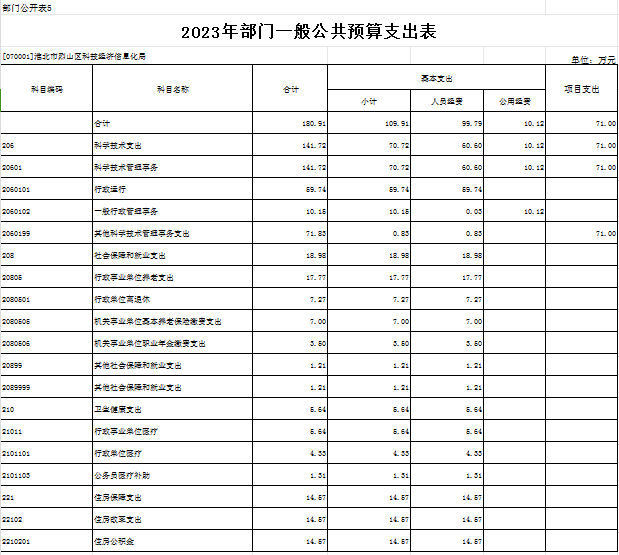 部门公开表5
2023年部门一般公共预算支出表
[070001]淮北市烈山区科技经济信息化局 单位：万元
科目编码 科目名称 合计 基本支出 项目支出
小计 人员经费 公用经费
合计 180.91 109.91 99.79 10.12 71.00
206 科学技术支出 141.72 70.72 60.60 10.12 71.00
20601 科学技术管理事务 141.72 70.72 60.60 10.12 71.00
2060101 行政运行 59.74 59.74 59.74
2060102 一般行政管理事务 10.15 10.15 0.03 10.12
2060199 其他科学技术管理事务支出 71.83 0.83 0.83 71.00
208 社会保障和就业支出 18.98 18.98 18.98
20805 行政事业单位养老支出 17.77 17.77 17.77
2080501 行政单位离退休 7.27 7.27 7.27
2080505 机关事业单位基本养老保险缴费支出 7.00 7.00 7.00
2080506 机关事业单位职业年金缴费支出 3.50 3.50 3.50
20899 其他社会保障和就业支出 1.21 1.21 1.21
2089999 其他社会保障和就业支出 1.21 1.21 1.21
210 卫生健康支出 5.64 5.64 5.64
21011 行政事业单位医疗 5.64 5.64 5.64
2101101 行政单位医疗 4.33 4.33 4.33
2101103 公务员医疗补助 1.31 1.31 1.31
221 住房保障支出 14.57 14.57 14.57
22102 住房改革支出 14.57 14.57 14.57
2210201 住房公积金 14.57 14.57 14.57